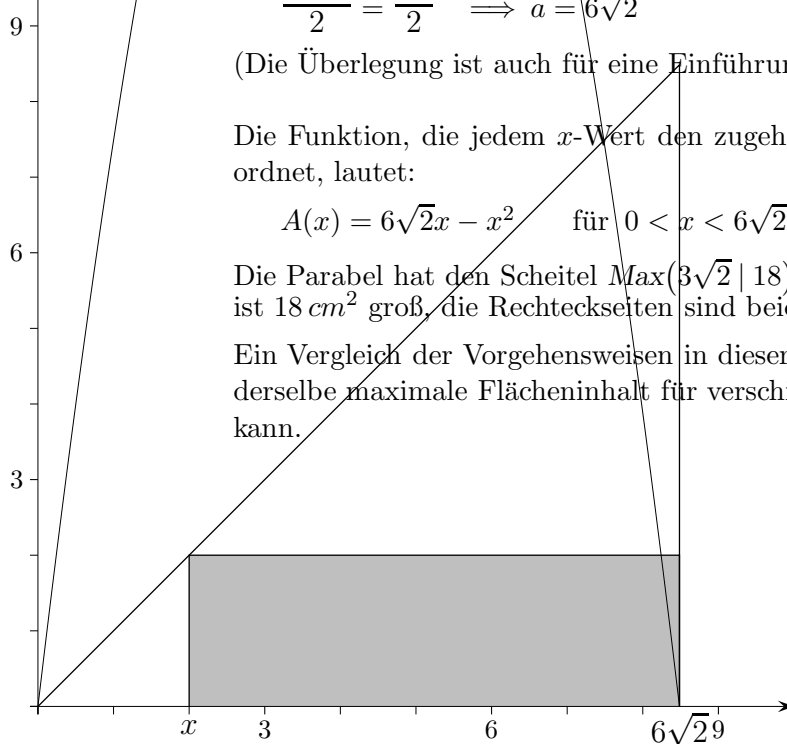 9
2 = 2 ⟹ a = 6√2
(Die Überlegung ist auch für eine Einführu
Die Funktion, die jedem x-Wert den zugeh
ordnet, lautet:
A(x) = 6√2x − x² für 0 < x < 6√2
6
Die Parabel hat den Scheitel Max(3√2 | 18)
ist 18 cm² groß, die Rechteckseiten sind bei
Ein Vergleich der Vorgehensweisen in dieser
derselbe maximale Flächeninhalt für versch
kann.
3
x 3 6 6√2 9